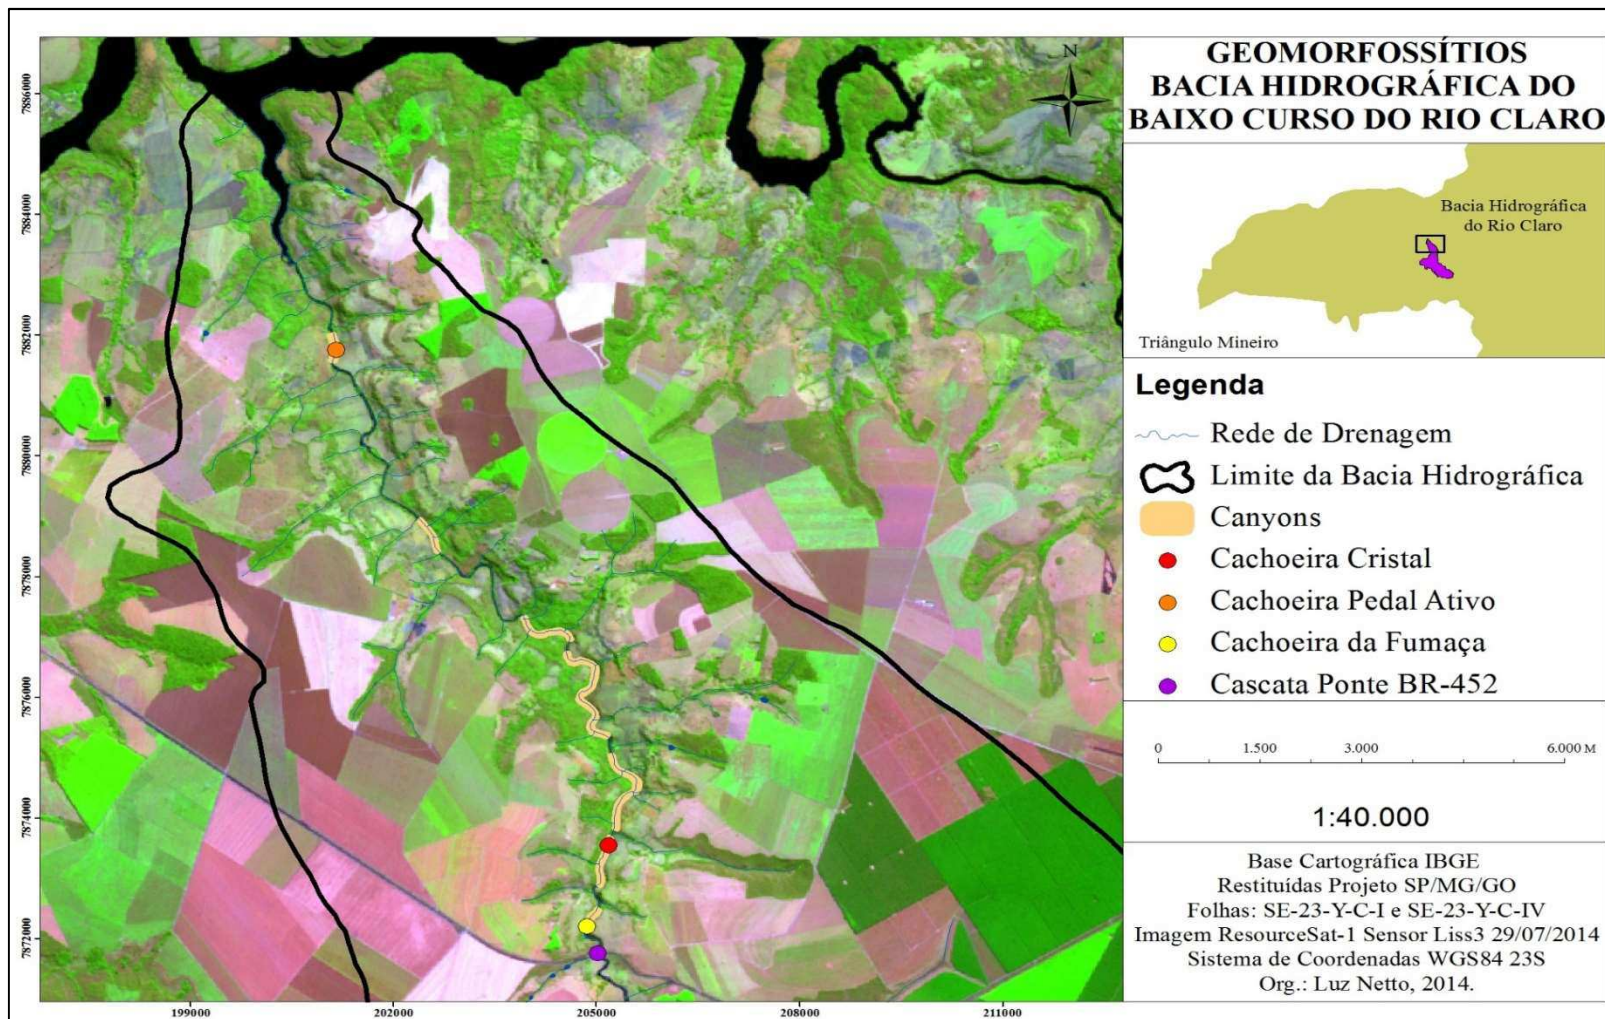 GEOMORFOSSÍTIOS
BACIA HIDROGRÁFICA DO
BAIXO CURSO DO RIO CLARO
Bacia Hidrográfica
do Rio Claro
Triângulo Mineiro
Legenda
Rede de Drenagem
Limite da Bacia Hidrográfica
Canyons
Cachoeira Cristal
Cachoeira Pedal Ativo
Cachoeira da Fumaça
Cascata Ponte BR-452
0 1.500 3.000 6.000 M
1:40.000
Base Cartográfica IBGE
Restituídas Projeto SP/MG/GO
Folhas: SE-23-Y-C-I e SE-23-Y-C-IV
Imagem ResourceSat-1 Sensor Liss3 29/07/2014
Sistema de Coordenadas WGS84 23S
Org.: Luz Netto, 2014.
N
7886000
7884000
7882000
7880000
7878000
7876000
7874000
7872000
199000 202000 205000 208000 211000